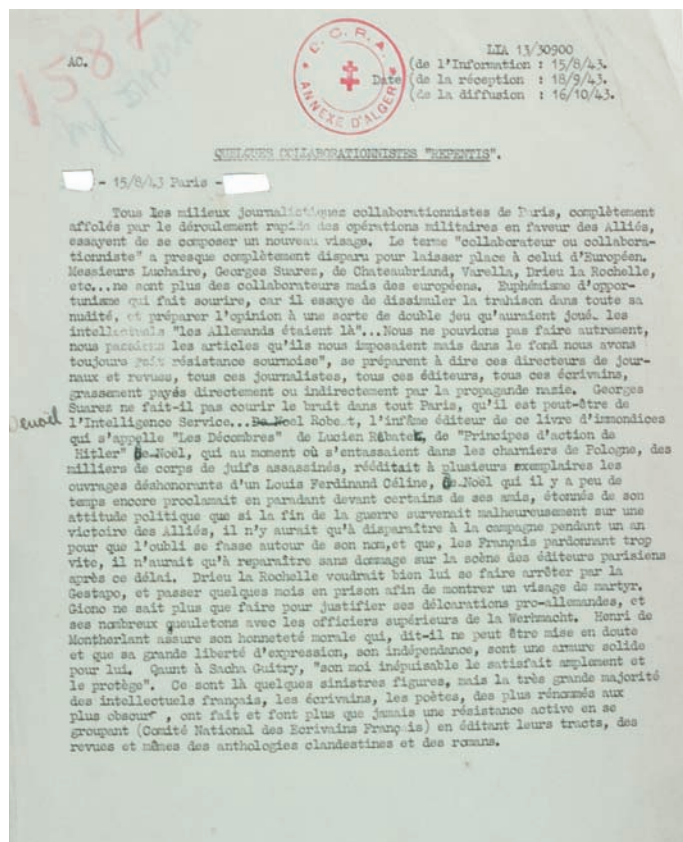 1587
AC.
B.C.R.A.
ANNEXE D'ALGER
LIA 13/30900
(de l'Information : 15/8/43.
Date (de la réception : 18/9/43.
(de la diffusion : 16/10/43.
QUELQUES COLLABORATIONNISTES "REPENTIS".
- 15/8/43 Paris -
Tous les milieux journalistiques collaborationnistes de Paris, complètement
affolés par le déroulement rapide des opérations militaires en faveur des Alliés,
essayent de se composer un nouveau visage. Le terme "collaborateur ou collabora-
tionniste" a presque complètement disparu pour laisser place à celui d'Européen.
Messieurs Luchaire, Georges Suarez, de Chateaubriand, Varella, Drieu la Rochelle,
etc...ne sont plus des collaborateurs mais des européens. Euphémisme d'oppor-
tunisme qui fait sourire, car il essaye de dissimuler la trahison dans toute sa
nudité, et préparer l'opinion à une sorte de double jeu qu'auraient joué les
intellectuels "les Allemands étaient là"...Nous ne pouvions pas faire autrement,
nous passions les articles qu'ils nous imposaient mais dans le fond nous avons
toujours fait résistance sournoise", se préparent à dire ces directeurs de jour-
naux et revues, tous ces journalistes, tous ces éditeurs, tous ces écrivains,
grassement payés directement ou indirectement par la propagande nazie. Georges
Suarez ne fait-il pas courir le bruit dans tout Paris, qu'il est peut-être de
Denoël l'Intelligence Service...De Noel Robert, l'infâme éditeur de ce livre d'immondices
qui s'appelle "Les Décombres" de Lucien Rebatet, de "Principes d'action de
Hitler" De Noël, qui au moment où s'entassaient dans les charniers de Pologne, des
milliers de corps de juifs assassinés, rééditait à plusieurs exemplaires les
ouvrages déshonorants d'un Louis Ferdinand Céline, De Noël qui il y a peu de
temps encore proclamait en paradant devant certains de ses amis, étonnés de son
attitude politique que si la fin de la guerre survenait malheureusement sur une
victoire des Alliés, il n'y aurait qu'à disparaître à la campagne pendant un an
pour que l'oubli se fasse autour de son nom,et que, les Français pardonnant trop
vite, il n'aurait qu'à reparaître sans dommage sur la scène des éditeurs parisiens
après ce délai. Drieu la Rochelle voudrait bien lui se faire arrêter par la
Gestapo, et passer quelques mois en prison afin de montrer un visage de martyr.
Giono ne sait plus que faire pour justifier ses déclarations pro-allemandes, et
ses nombreux gueuletons avec les officiers supérieurs de la Werhmacht. Henri de
Montherlant assure son honneteté morale qui, dit-il ne peut être mise en doute
et que sa grande liberté d'expression, son indépendance, sont une armure solide
pour lui. Qaunt à Sacha Guitry, "son moi inépuisable le satisfait amplement et
le protège". Ce sont là quelques sinistres figures, mais la très grande majorité
des intellectuels français, les écrivains, les poètes, des plus rénommés aux
plus obscurs , ont fait et font plus que jamais une résistance active en se
groupant (Comité National des Ecrivains Français) en éditant leurs tracts, des
revues et mêmes des anthologies clandestines et des romans.